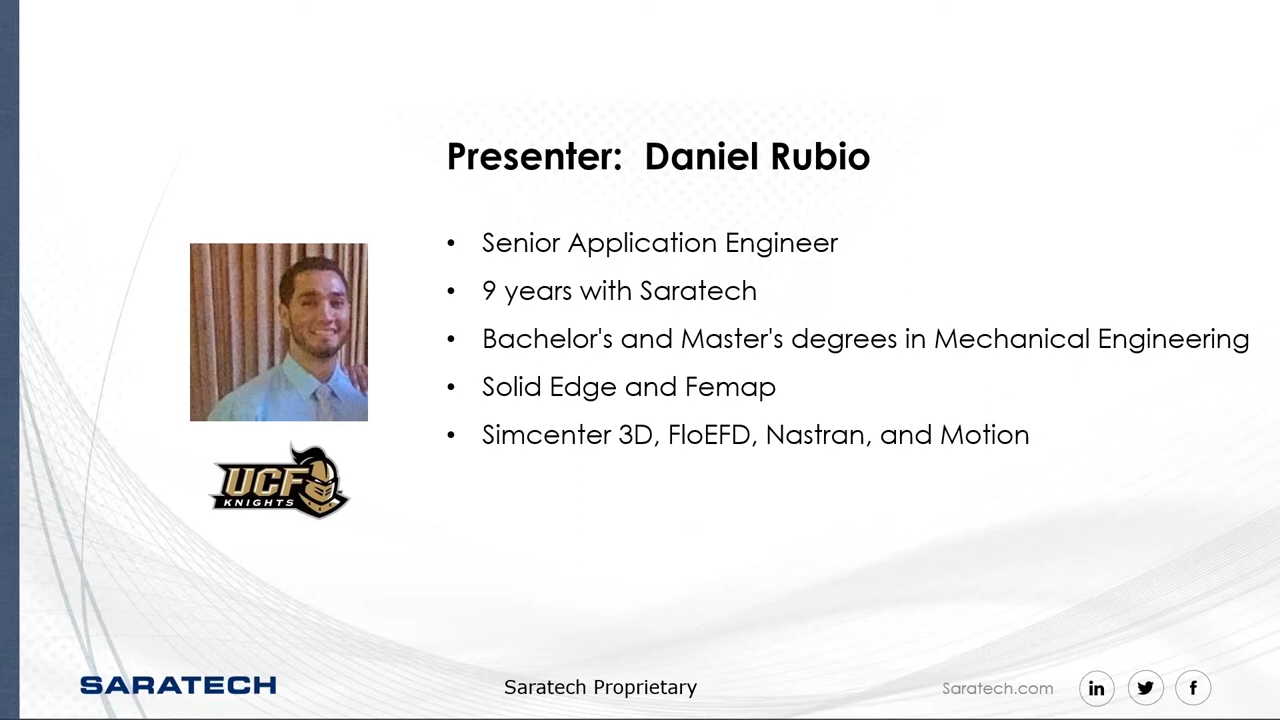 Presenter:  Daniel Rubio
• Senior Application Engineer
• 9 years with Saratech
• Bachelor's and Master's degrees in Mechanical Engineering
• Solid Edge and Femap
• Simcenter 3D, FloEFD, Nastran, and Motion
UCF
KNIGHTS
SARATECH
Saratech Proprietary
Saratech.com
in
f